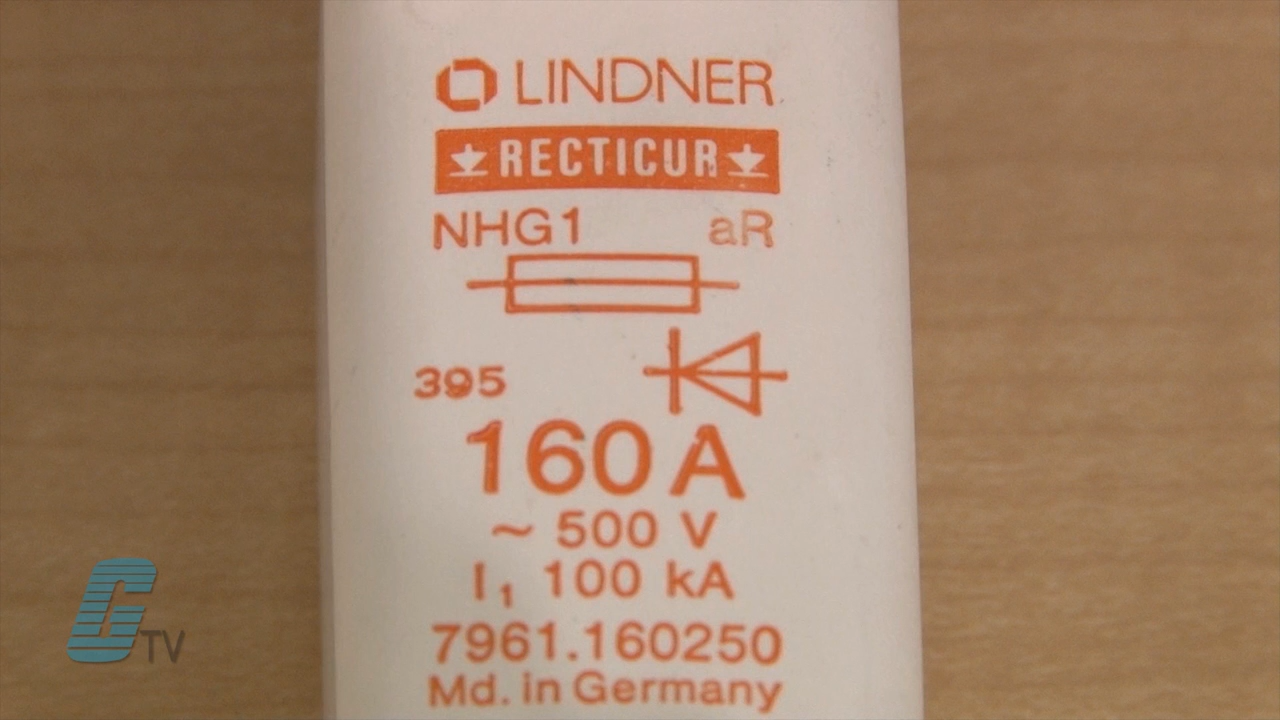 LINDNER
RECTICUR
NHG1 aR
395
160 A
~ 500 V
I1 100 kA
7961.160250
Md. in Germany
G TV